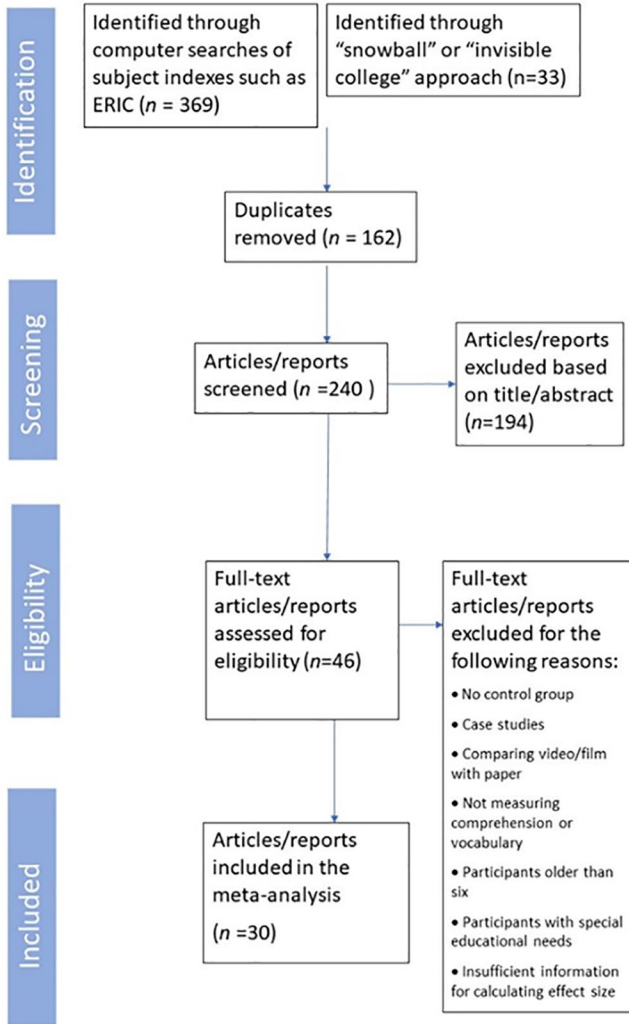 Identification
Identified through
computer searches of
subject indexes such as
ERIC (n = 369)
Identified through
“snowball” or “invisible
college” approach (n=33)
Duplicates
removed (n = 162)
Screening
Articles/reports
screened (n =240 )
Articles/reports
excluded based
on title/abstract
(n=194)
Eligibility
Full-text
articles/reports
assessed for
eligibility (n=46)
Full-text
articles/reports
excluded for the
following reasons:
• No control group
• Case studies
• Comparing video/film
with paper
• Not measuring
comprehension or
vocabulary
• Participants older than
six
• Participants with special
educational needs
• Insufficient information
for calculating effect size
Included
Articles/reports
included in the
meta-analysis
(n =30)